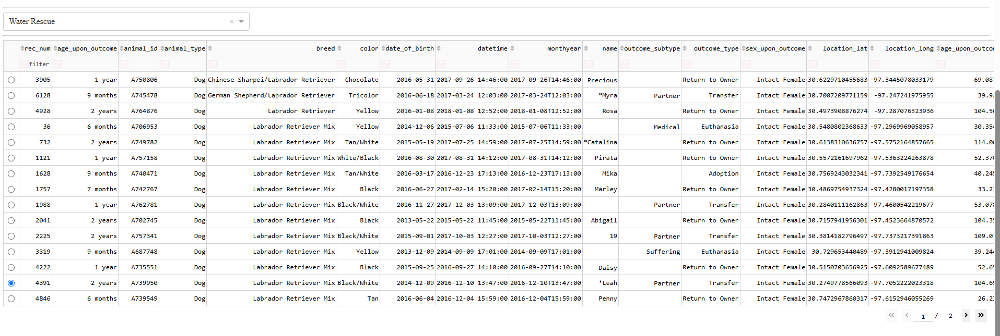 Water Rescue × 
rec_num age_upon_outcome animal_id animal_type breed color date_of_birth datetime monthyear name outcome_subtype outcome_type sex_upon_outcome location_lat location_long age_upon_outcon
Aa filter Aa Aa Aa Aa Aa Aa Aa Aa Aa Aa Aa Aa Aa Aa Aa
3905 1 year A750806 Dog Chinese Sharpei/Labrador Retriever Chocolate 2016-05-31 2017-09-26 14:46:00 2017-09-26T14:46:00 Precious Return to Owner Intact Female 30.6229710455683 -97.3445078033179 69.08
6128 9 months A745478 Dog German Shepherd/Labrador Retriever Tricolor 2016-06-18 2017-03-24 12:03:00 2017-03-24T12:03:00 *Myra Partner Transfer Intact Female 30.7007209771159 -97.247241975955 39.9
4928 2 years A764876 Dog Labrador Retriever Yellow 2016-01-08 2018-01-08 12:52:00 2018-01-08T12:52:00 Rosa Return to Owner Intact Female 30.4973908876274 -97.287076323936 104.5
36 6 months A706953 Dog Labrador Retriever Mix Yellow 2014-12-06 2015-07-06 11:33:00 2015-07-06T11:33:00 Medical Euthanasia Intact Female 30.5480802368633 -97.2969969058957 30.35
732 2 years A749782 Dog Labrador Retriever Mix Tan/White 2015-05-19 2017-07-25 14:59:00 2017-07-25T14:59:00 *Catalina Return to Owner Intact Female 30.6138310636757 -97.5752164857665 114.0
1121 1 year A757158 Dog Labrador Retriever Mix White/Black 2016-08-30 2017-08-31 14:12:00 2017-08-31T14:12:00 Pirata Return to Owner Intact Female 30.5572161697962 -97.5363224263878 52.37
1628 9 months A740471 Dog Labrador Retriever Mix Tan/White 2016-03-17 2016-12-23 17:13:00 2016-12-23T17:13:00 Mika Adoption Intact Female 30.7569243032341 -97.7392549176654 40.24
1757 7 months A742767 Dog Labrador Retriever Mix Black 2016-06-27 2017-02-14 15:20:00 2017-02-14T15:20:00 Marley Return to Owner Intact Female 30.4869754937324 -97.4280017197358 33.2
1988 1 year A762781 Dog Labrador Retriever Mix Black/White 2016-11-27 2017-12-03 13:09:00 2017-12-03T13:09:00 Partner Transfer Intact Female 30.2840111162863 -97.4600542219677 53.07
2041 2 years A702745 Dog Labrador Retriever Mix Black 2013-05-22 2015-05-22 11:45:00 2015-05-22T11:45:00 Abigail Return to Owner Intact Female 30.7157941956301 -97.4523664870572 104.3
2225 2 years A757341 Dog Labrador Retriever Mix Black/White 2015-09-01 2017-10-03 12:27:00 2017-10-03T12:27:00 19 Partner Transfer Intact Female 30.3814182796497 -97.7373217391863 109.0
3319 9 months A687748 Dog Labrador Retriever Mix Yellow 2013-12-09 2014-09-09 17:01:00 2014-09-09T17:01:00 Suffering Euthanasia Intact Female 30.729653440489 -97.3912941009824 39.24
4222 1 year A735551 Dog Labrador Retriever Mix Black 2015-09-25 2016-09-27 14:10:00 2016-09-27T14:10:00 Daisy Return to Owner Intact Female 30.5150703656925 -97.6092589677489 52.6
4391 2 years A739950 Dog Labrador Retriever Mix Black/White 2014-12-09 2016-12-10 13:47:00 2016-12-10T13:47:00 *Leah Partner Transfer Intact Female 30.2749778566093 -97.7052222023318 104.6
4846 6 months A739549 Dog Labrador Retriever Mix Tan 2016-06-04 2016-12-04 15:59:00 2016-12-04T15:59:00 Penny Return to Owner Intact Female 30.7472967860317 -97.6152946055269 26.2
1 / 2